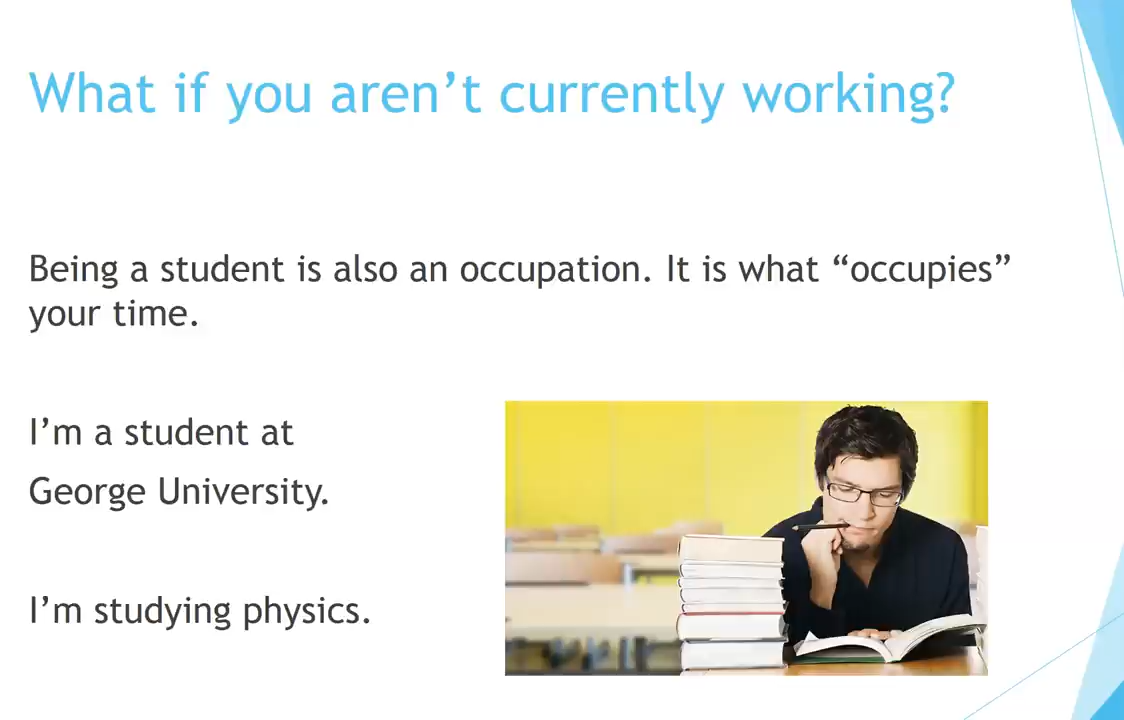 What if you aren’t currently working?
Being a student is also an occupation. It is what “occupies”
your time.
I’m a student at
George University.
I’m studying physics.